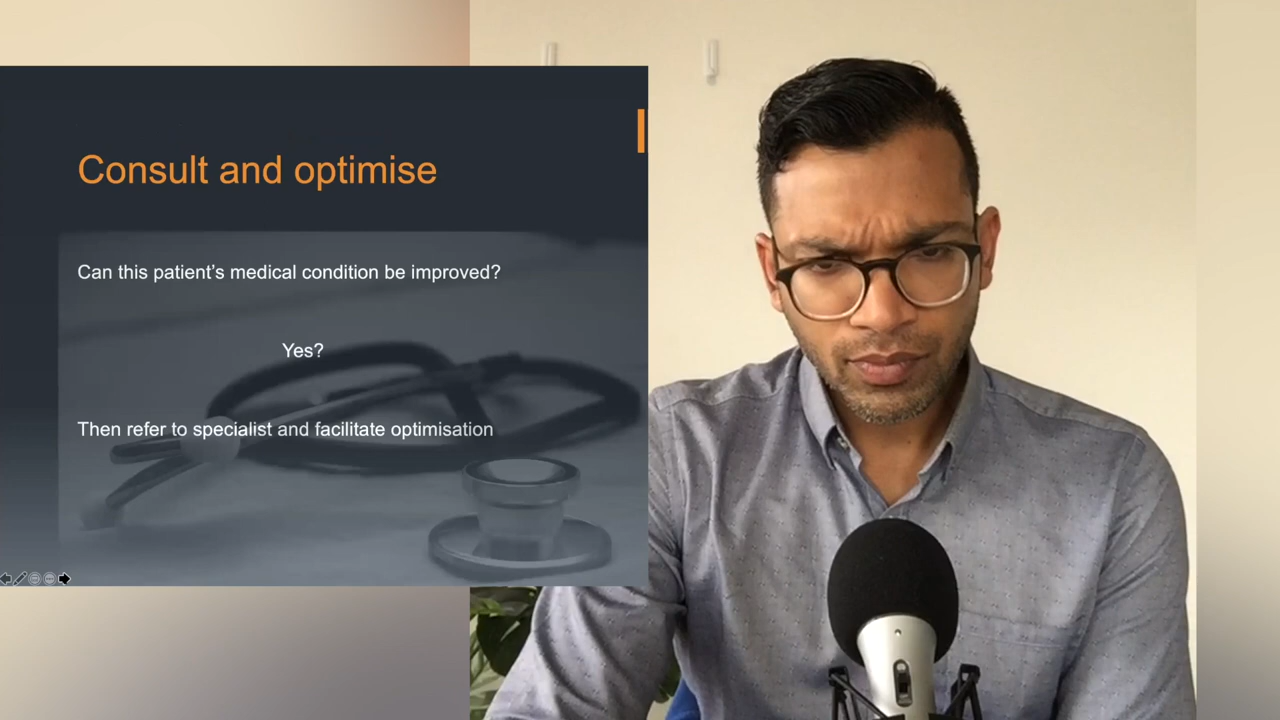 Consult and optimise
Can this patient’s medical condition be improved?
Yes?
Then refer to specialist and facilitate optimisation